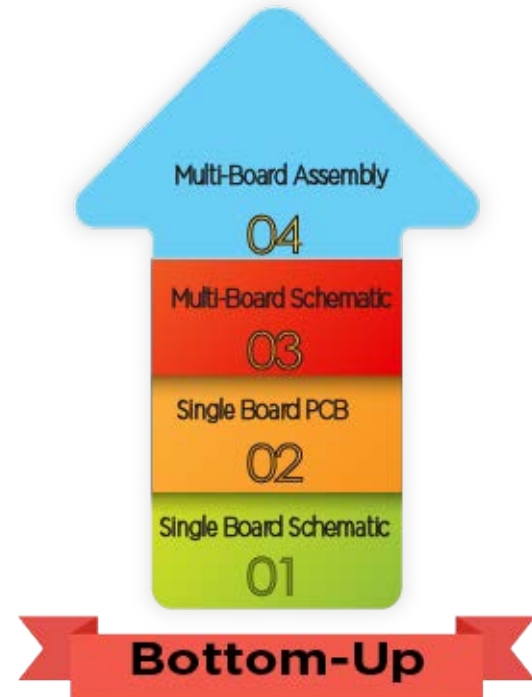 Multi-Board Assembly
04
Multi-Board Schematic
03
Single Board PCB
02
Single Board Schematic
01
Bottom-Up